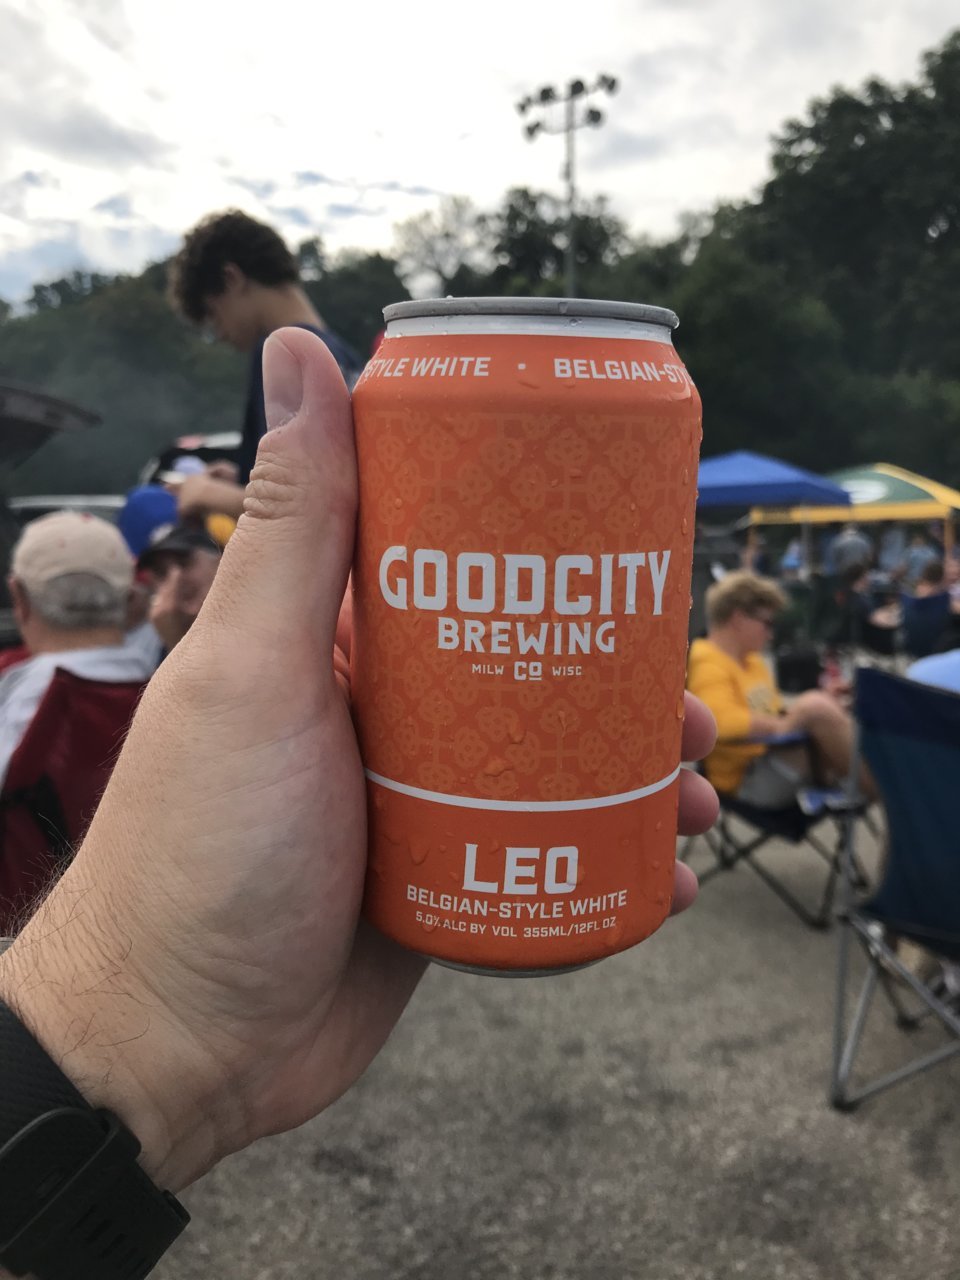 -STYLE WHITE • BELGIAN-ST
GOODCITY
BREWING
MILW CO WISC
LEO
BELGIAN-STYLE WHITE
5.0% ALC BY VOL 355ML/12FL OZ